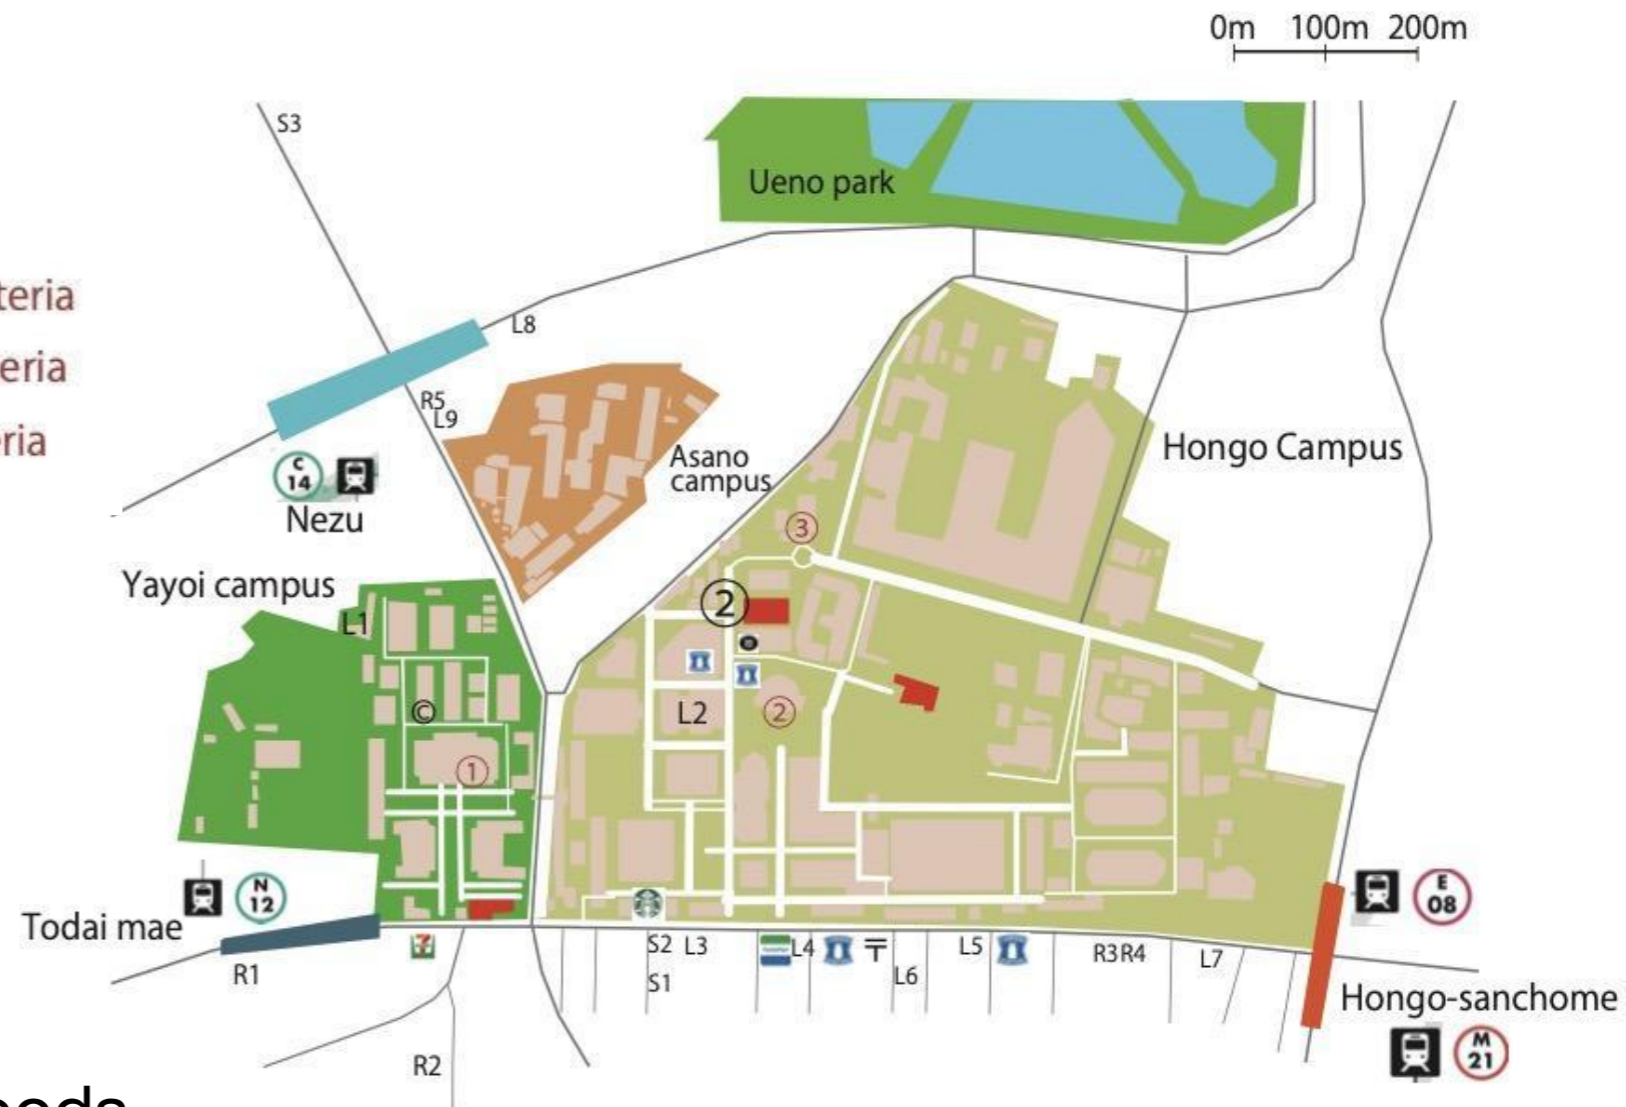 0m 100m 200m
S3
Ueno park
teria
L8
eria
R5
L9
eria
Hongo Campus
Asano
campus
C
14
Nezu
3
Yayoi campus
2
L1
©
L2
2
1
N
12
E
08
Todai mae
7
S2 L3 L4 〒 L5 R3R4 L7
R1
S1
L6
Hongo-sanchome
M
21
R2